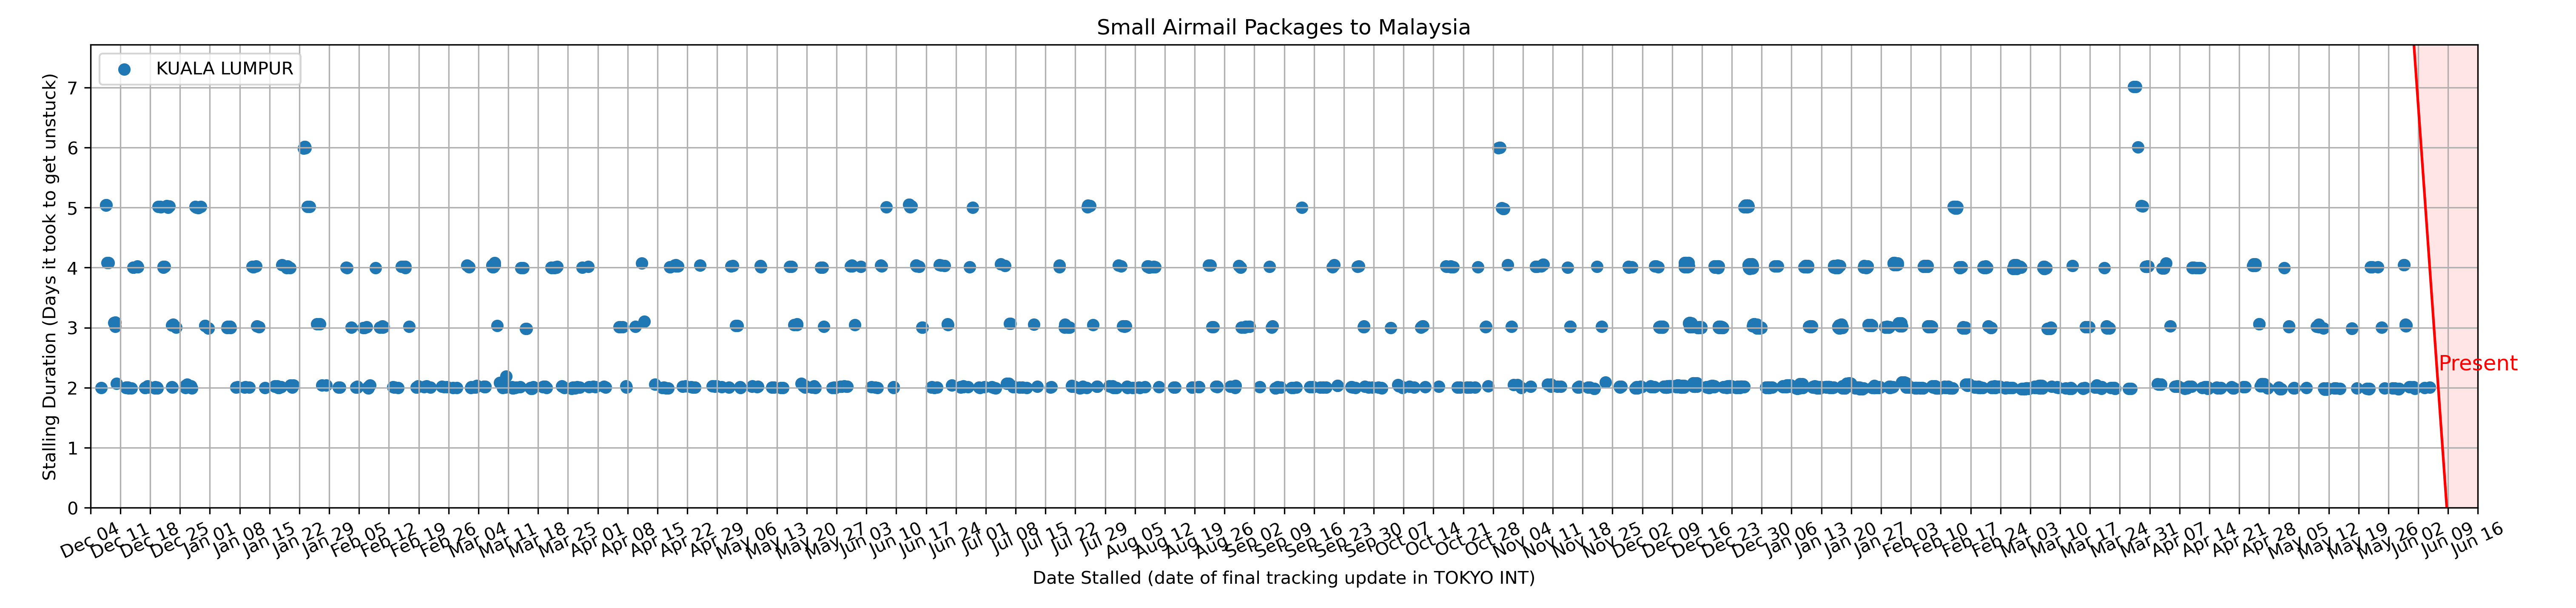 Small Airmail Packages to Malaysia
KUALA LUMPUR
Stalling Duration (Days it took to get unstuck)
7
6
5
4
3
2
1
0
Present
Dec 04
Dec 11
Dec 18
Dec 25
Jan 01
Jan 08
Jan 15
Jan 22
Jan 29
Feb 05
Feb 12
Feb 19
Feb 26
Mar 04
Mar 11
Mar 18
Mar 25
Apr 01
Apr 08
Apr 15
Apr 22
Apr 29
May 06
May 13
May 20
May 27
Jun 03
Jun 10
Jun 17
Jun 24
Jul 01
Jul 08
Jul 15
Jul 22
Jul 29
Aug 05
Aug 12
Aug 19
Aug 26
Sep 02
Sep 09
Sep 16
Sep 23
Sep 30
Oct 07
Oct 14
Oct 21
Oct 28
Nov 04
Nov 11
Nov 18
Nov 25
Dec 02
Dec 09
Dec 16
Dec 23
Dec 30
Jan 06
Jan 13
Jan 20
Jan 27
Feb 03
Feb 10
Feb 17
Feb 24
Mar 03
Mar 10
Mar 17
Mar 24
Mar 31
Apr 07
Apr 14
Apr 21
Apr 28
May 05
May 12
May 19
May 26
Jun 02
Jun 09
Jun 16
Date Stalled (date of final tracking update in TOKYO INT)